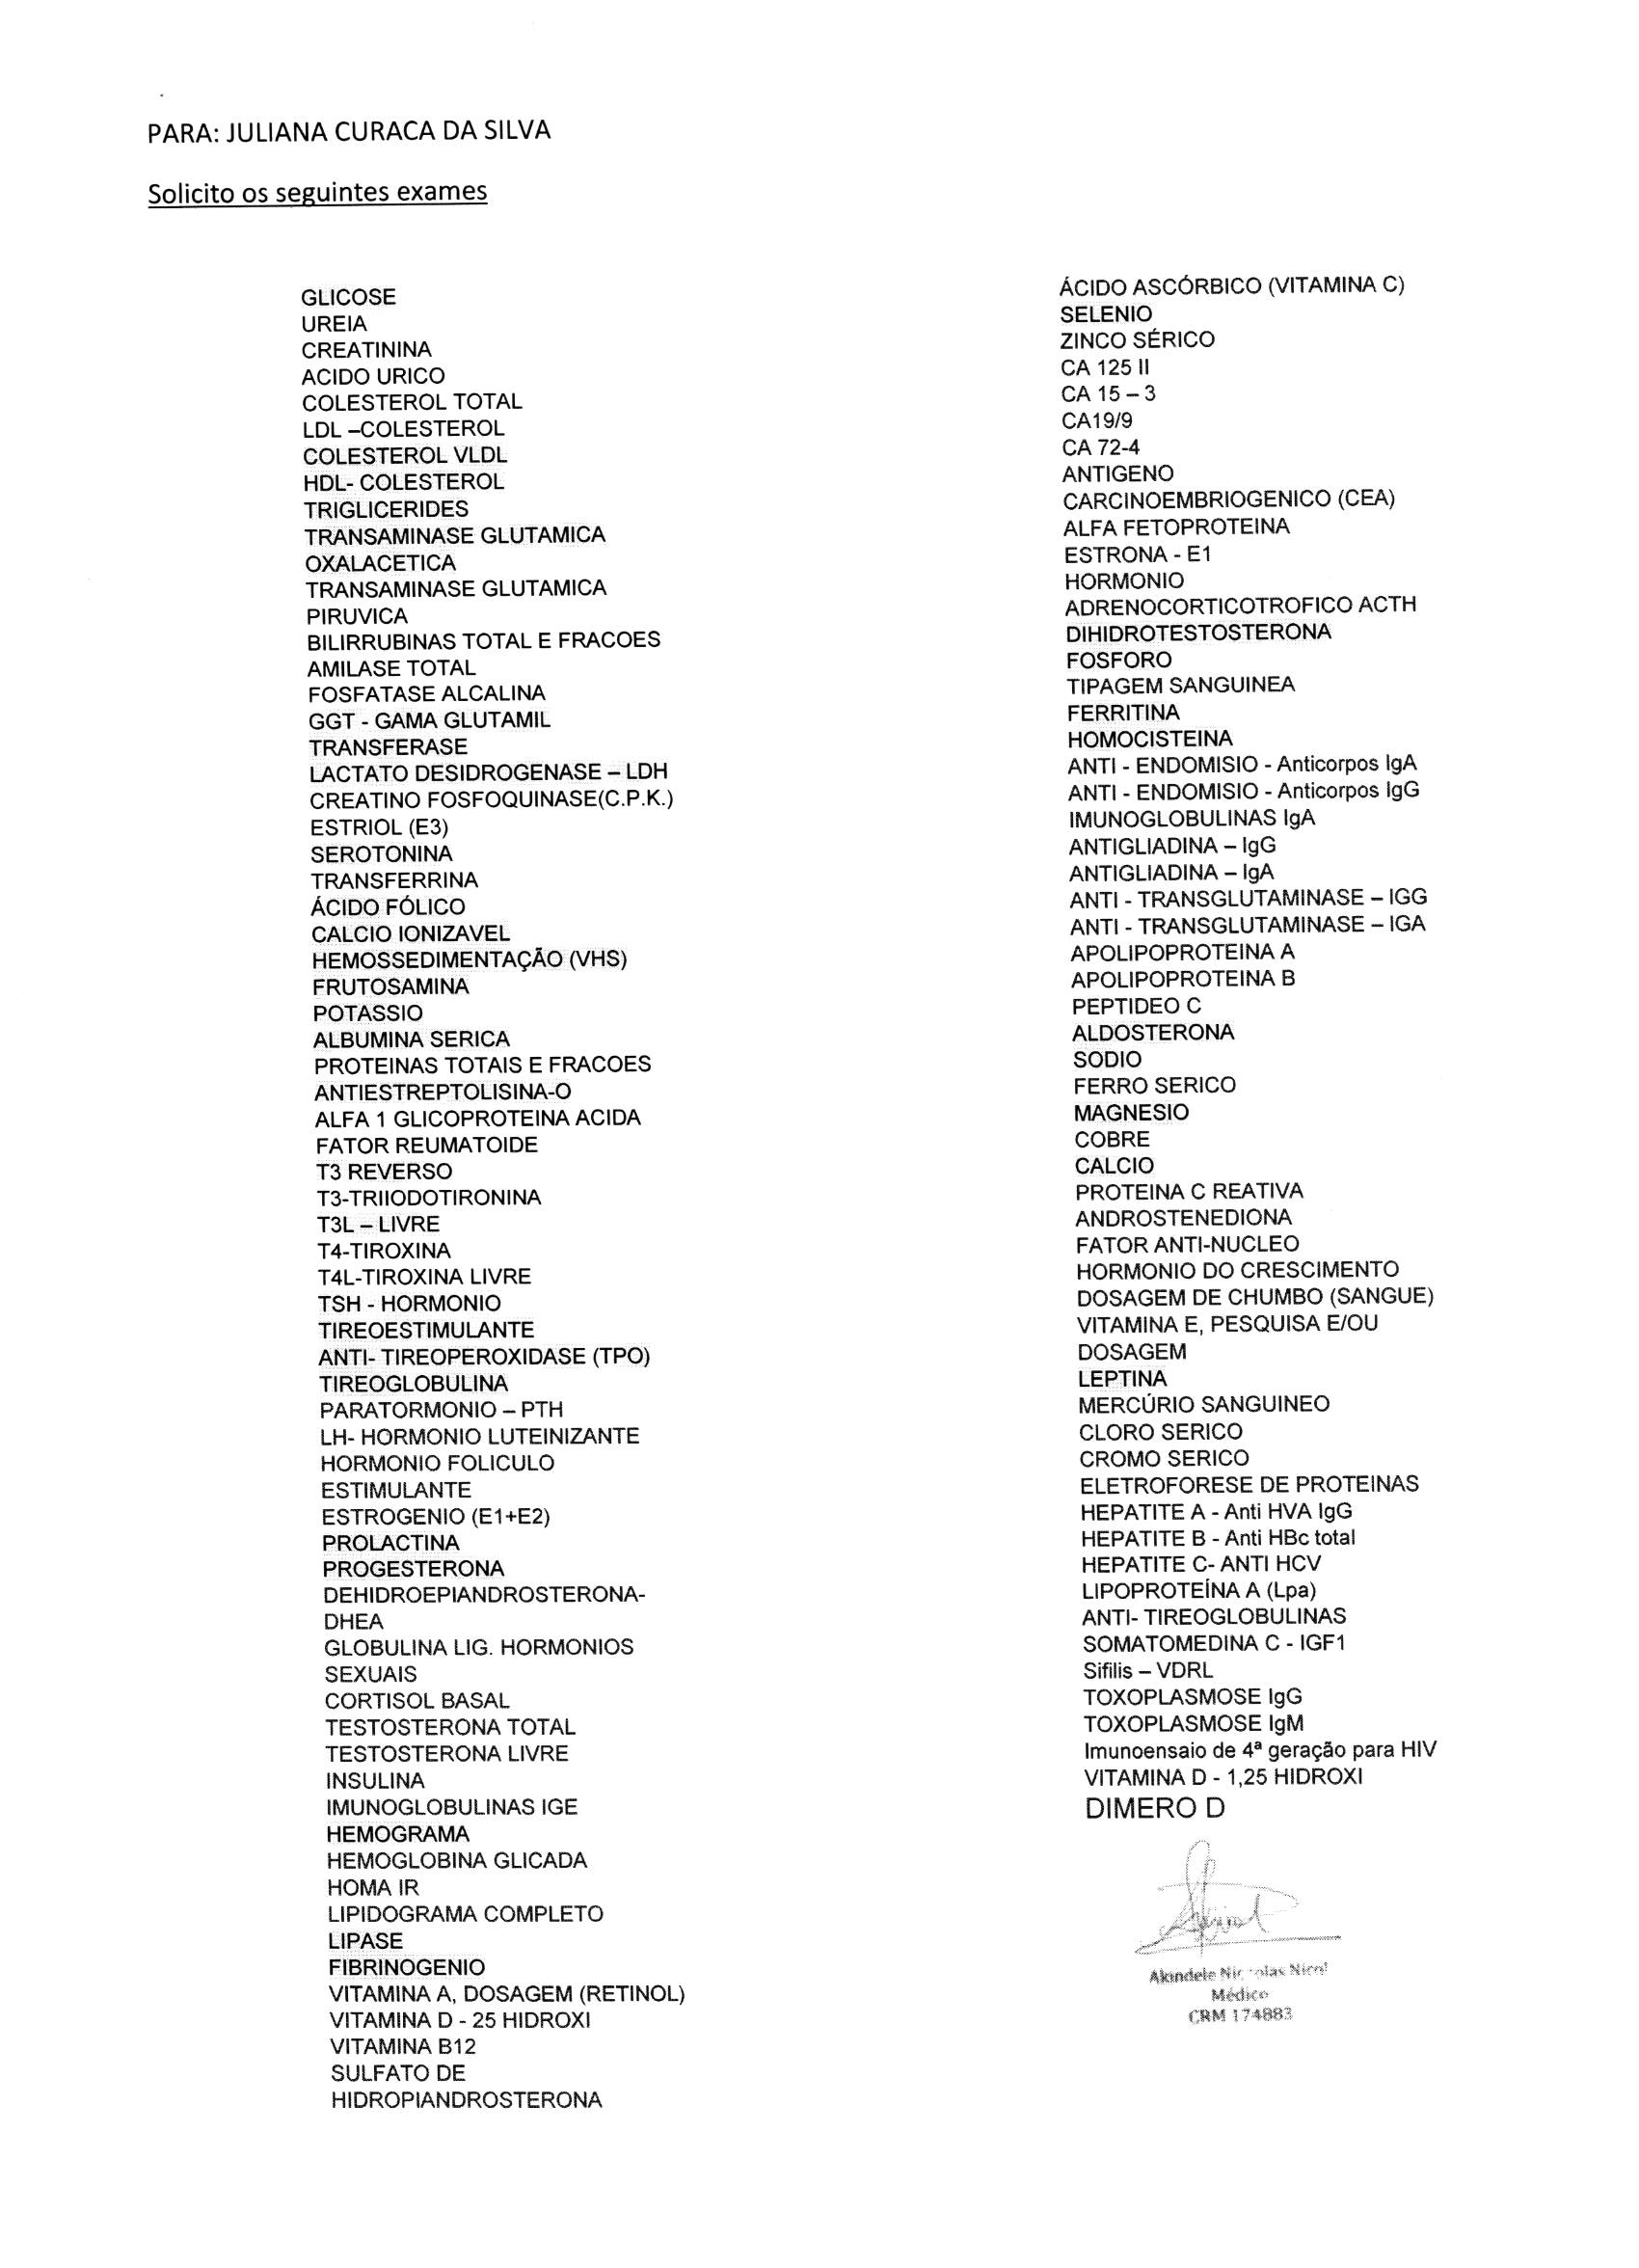 PARA: JULIANA CURACA DA SILVA
Solicito os seguintes exames
GLICOSE
UREIA
CREATININA
ACIDO URICO
COLESTEROL TOTAL
LDL –COLESTEROL
COLESTEROL VLDL
HDL- COLESTEROL
TRIGLICERIDES
TRANSAMINASE GLUTAMICA
OXALACETICA
TRANSAMINASE GLUTAMICA
PIRUVICA
BILIRRUBINAS TOTAL E FRACOES
AMILASE TOTAL
FOSFATASE ALCALINA
GGT - GAMA GLUTAMIL
TRANSFERASE
LACTATO DESIDROGENASE – LDH
CREATINO FOSFOQUINASE(C.P.K.)
ESTRIOL (E3)
SEROTONINA
TRANSFERRINA
ÁCIDO FÓLICO
CALCIO IONIZAVEL
HEMOSSEDIMENTAÇÃO (VHS)
FRUTOSAMINA
POTASSIO
ALBUMINA SERICA
PROTEINAS TOTAIS E FRACOES
ANTIESTREPTOLISINA-O
ALFA 1 GLICOPROTEINA ACIDA
FATOR REUMATOIDE
T3 REVERSO
T3-TRIIODOTIRONINA
T3L – LIVRE
T4-TIROXINA
T4L-TIROXINA LIVRE
TSH - HORMONIO
TIREOESTIMULANTE
ANTI- TIREOPEROXIDASE (TPO)
TIREOGLOBULINA
PARATORMONIO – PTH
LH- HORMONIO LUTEINIZANTE
HORMONIO FOLICULO
ESTIMULANTE
ESTROGENIO (E1+E2)
PROLACTINA
PROGESTERONA
DEHIDROEPIANDROSTERONA-
DHEA
GLOBULINA LIG. HORMONIOS
SEXUAIS
CORTISOL BASAL
TESTOSTERONA TOTAL
TESTOSTERONA LIVRE
INSULINA
IMUNOGLOBULINAS IGE
HEMOGRAMA
HEMOGLOBINA GLICADA
HOMA IR
LIPIDOGRAMA COMPLETO
LIPASE
FIBRINOGENIO
VITAMINA A, DOSAGEM (RETINOL)
VITAMINA D - 25 HIDROXI
VITAMINA B12
SULFATO DE
HIDROPIANDROSTERONA
ÁCIDO ASCÓRBICO (VITAMINA C)
SELENIO
ZINCO SÉRICO
CA 125 II
CA 15 – 3
CA19/9
CA 72-4
ANTIGENO
CARCINOEMBRIOGENICO (CEA)
ALFA FETOPROTEINA
ESTRONA - E1
HORMONIO
ADRENOCORTICOTROFICO ACTH
DIHIDROTESTOSTERONA
FOSFORO
TIPAGEM SANGUINEA
FERRITINA
HOMOCISTEINA
ANTI - ENDOMISIO - Anticorpos IgA
ANTI - ENDOMISIO - Anticorpos IgG
IMUNOGLOBULINAS IgA
ANTIGLIADINA – IgG
ANTIGLIADINA – IgA
ANTI - TRANSGLUTAMINASE – IGG
ANTI - TRANSGLUTAMINASE – IGA
APOLIPOPROTEINA A
APOLIPOPROTEINA B
PEPTIDEO C
ALDOSTERONA
SODIO
FERRO SERICO
MAGNESIO
COBRE
CALCIO
PROTEINA C REATIVA
ANDROSTENEDIONA
FATOR ANTI-NUCLEO
HORMONIO DO CRESCIMENTO
DOSAGEM DE CHUMBO (SANGUE)
VITAMINA E, PESQUISA E/OU
DOSAGEM
LEPTINA
MERCÚRIO SANGUINEO
CLORO SERICO
CROMO SERICO
ELETROFORESE DE PROTEINAS
HEPATITE A - Anti HVA IgG
HEPATITE B - Anti HBc total
HEPATITE C- ANTI HCV
LIPOPROTEÍNA A (Lpa)
ANTI- TIREOGLOBULINAS
SOMATOMEDINA C - IGF1
Sifilis – VDRL
TOXOPLASMOSE IgG
TOXOPLASMOSE IgM
Imunoensaio de 4ª geração para HIV
VITAMINA D - 1,25 HIDROXI
DIMERO D
Akindele
Médico
CRM 174883